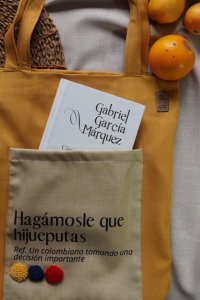 Gabriel
García
Márquez
Hagámosle que
hijueputas
Ref. Un colombiano tomando una
decisión importante